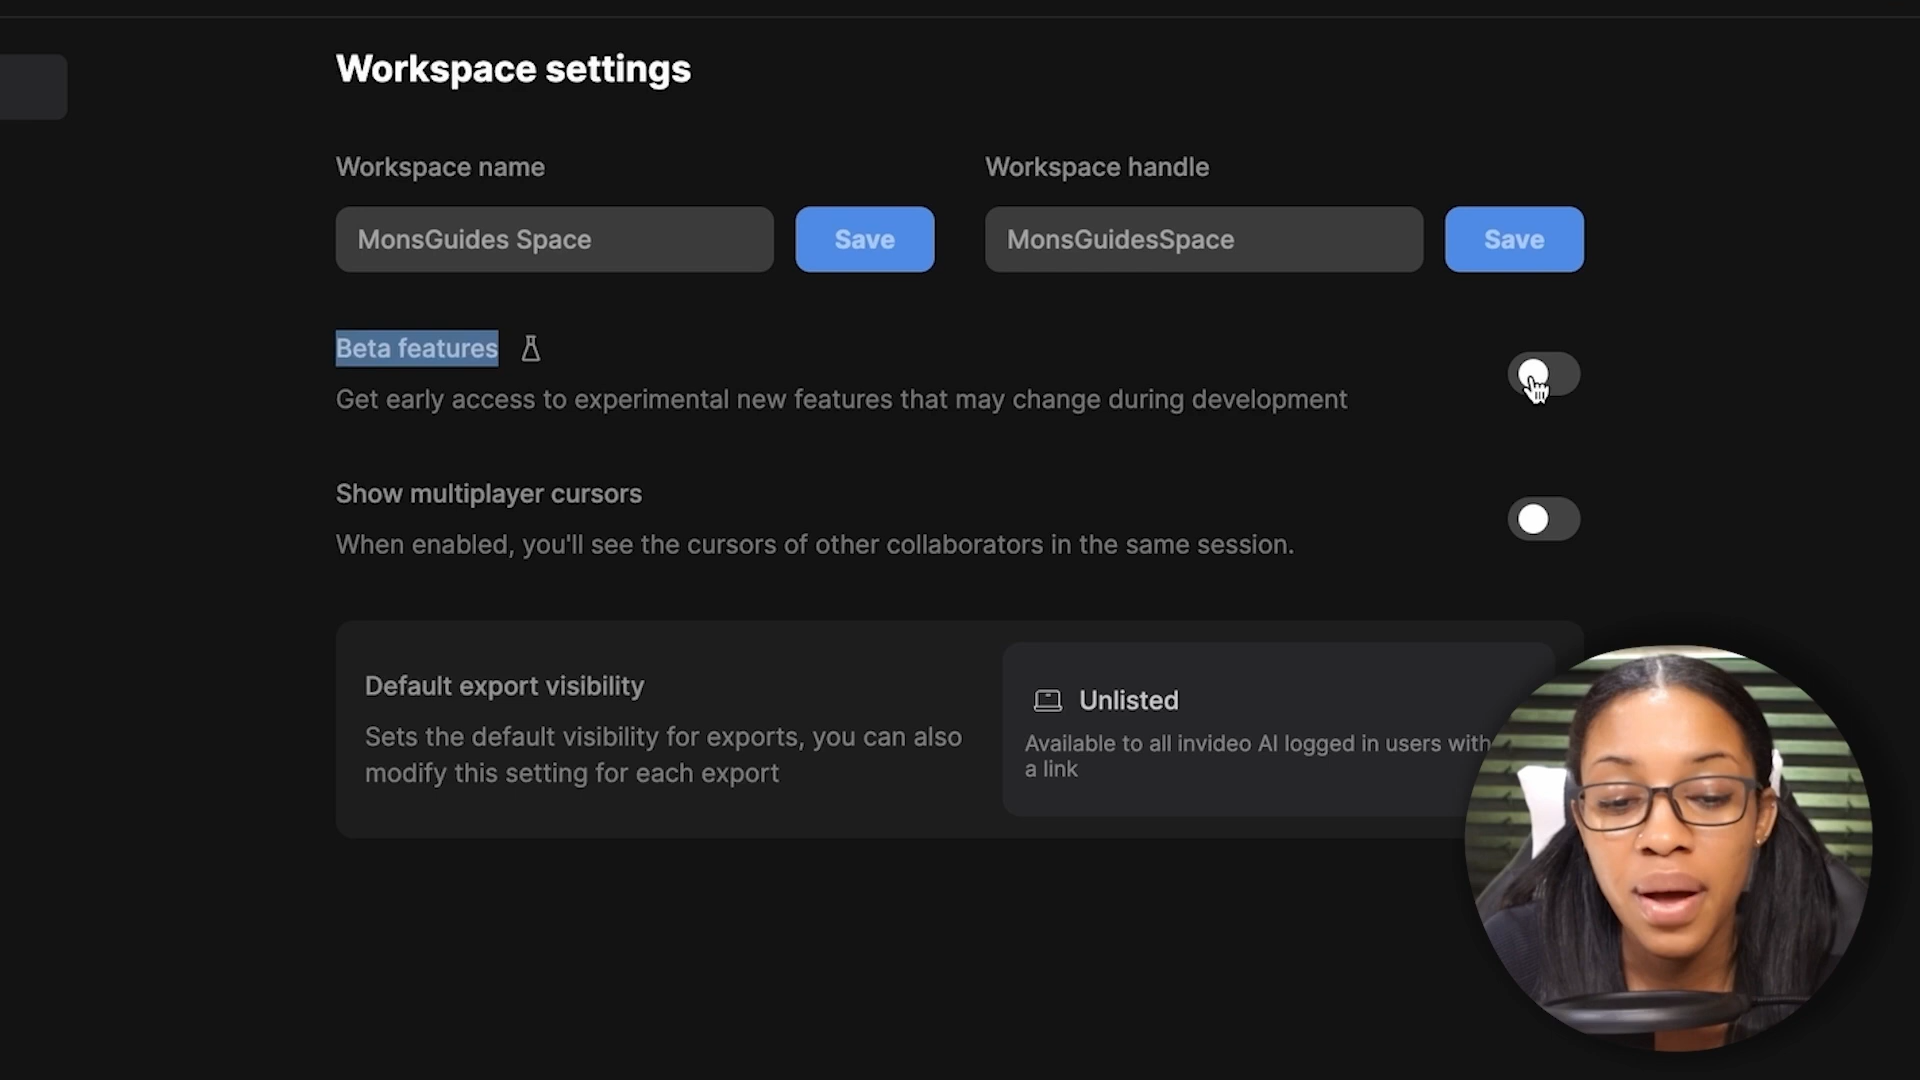 Workspace settings
Workspace name
Workspace handle
MonsGuides Space
Save
MonsGuidesSpace
Save
Beta features
Get early access to experimental new features that may change during development
Show multiplayer cursors
When enabled, you'll see the cursors of other collaborators in the same session.
Default export visibility
Sets the default visibility for exports, you can also
modify this setting for each export
Unlisted
Available to all invideo AI logged in users with
a link